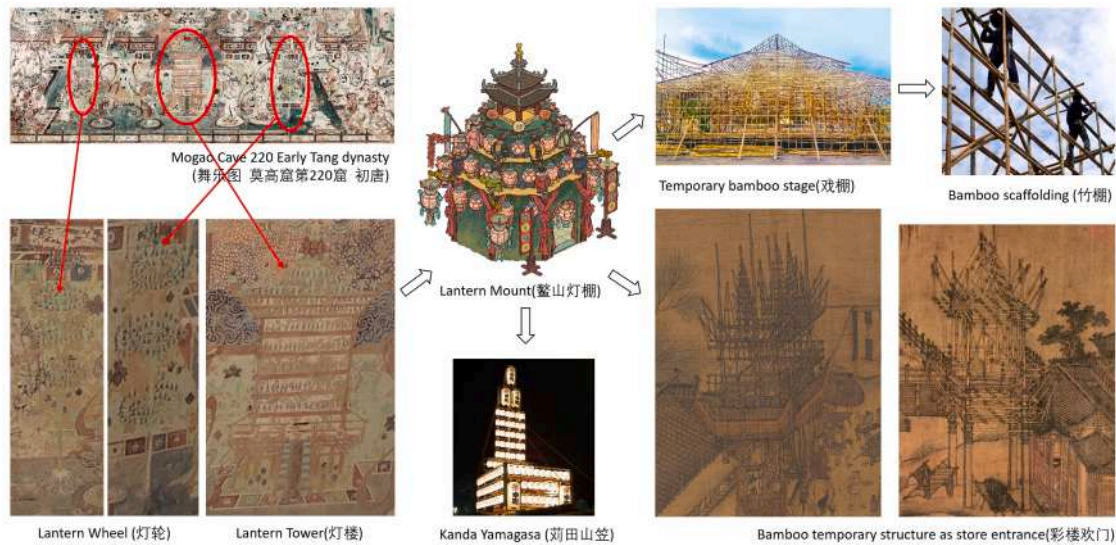 Mogao Cave 220 Early Tang dynasty
(舞乐图 莫高窟第220窟 初唐)
Temporary bamboo stage(戏棚)
Bamboo scaffolding (竹棚)
Lantern Mount(鳌山灯棚)
Lantern Wheel (灯轮)
Lantern Tower(灯楼)
Kanda Yamagasa (苅田山笠)
Bamboo temporary structure as store entrance(彩楼欢门)